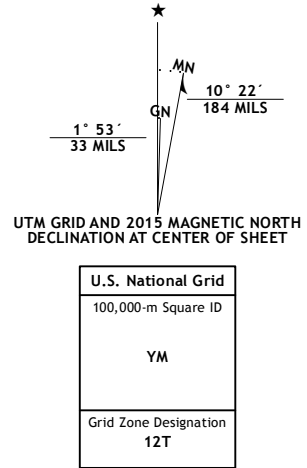 ★
MN
GN
10° 22´
184 MILS
1° 53´
33 MILS
UTM GRID AND 2015 MAGNETIC NORTH
DECLINATION AT CENTER OF SHEET
U.S. National Grid
100,000-m Square ID
YM
Grid Zone Designation
12T